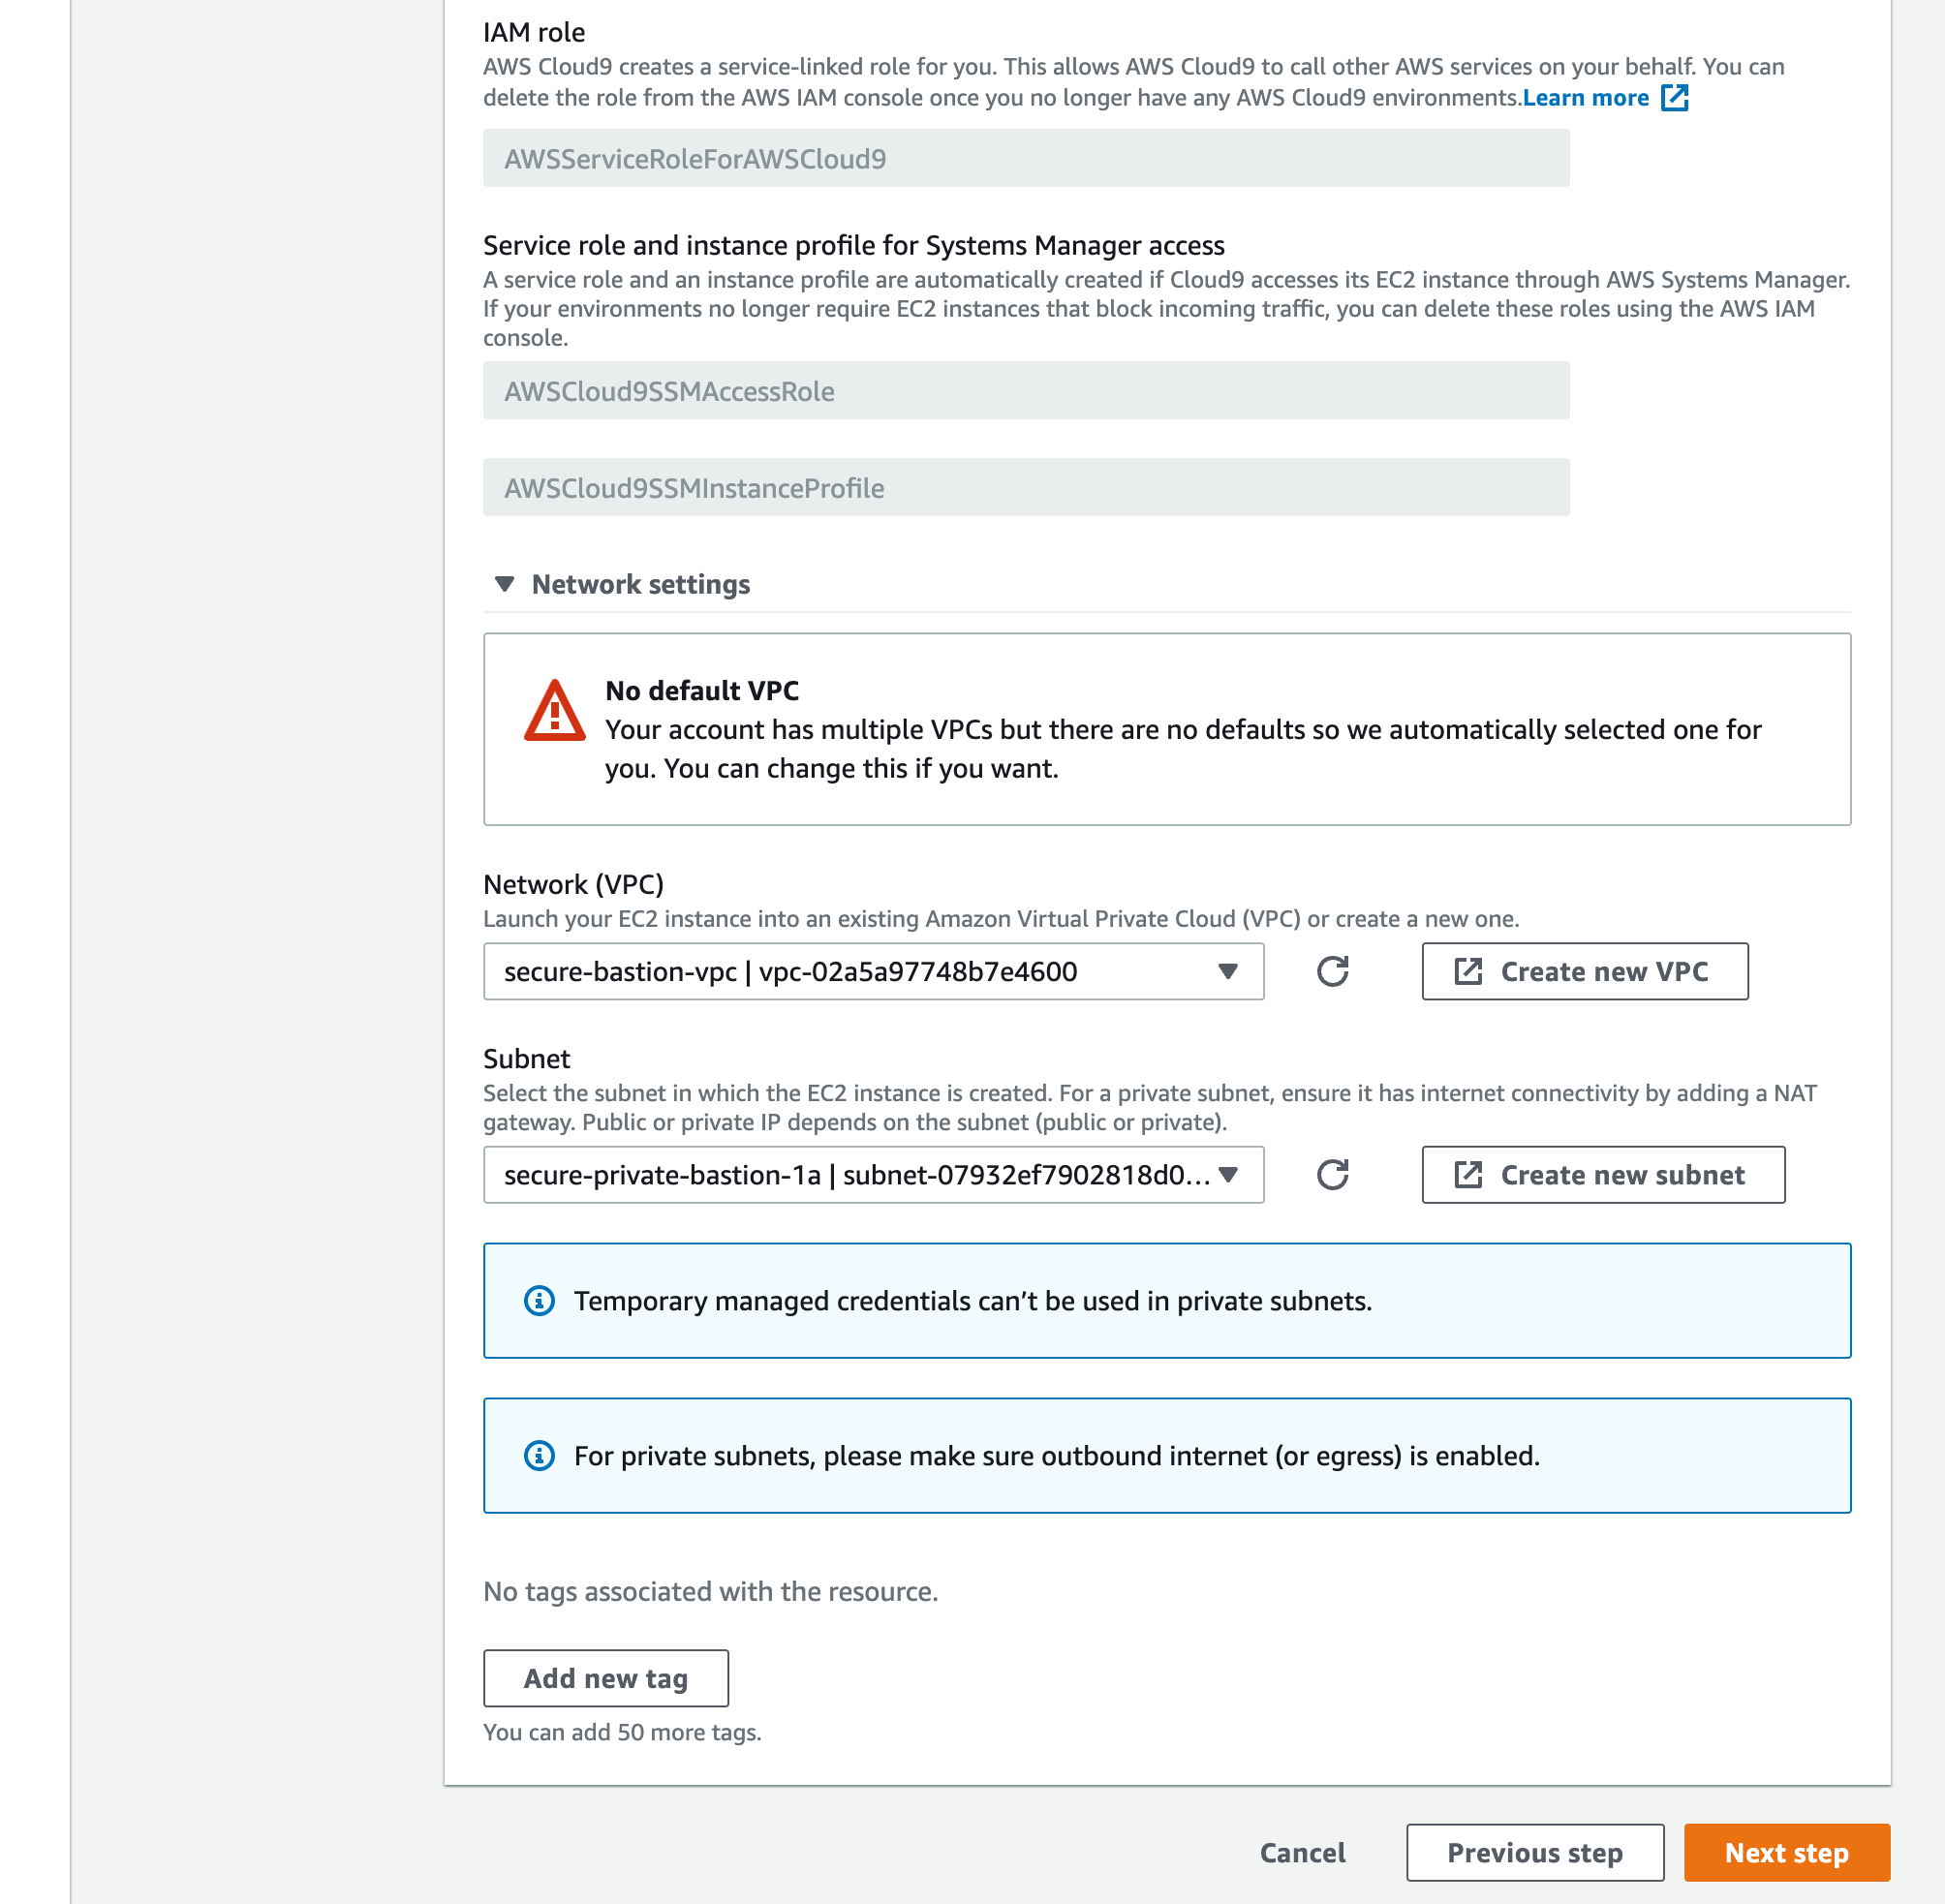 IAM role
AWS Cloud9 creates a service-linked role for you. This allows AWS Cloud9 to call other AWS services on your behalf. You can
delete the role from the AWS IAM console once you no longer have any AWS Cloud9 environments.Learn more
AWSServiceRoleForAWSCloud9
Service role and instance profile for Systems Manager access
A service role and an instance profile are automatically created if Cloud9 accesses its EC2 instance through AWS Systems Manager.
If your environments no longer require EC2 instances that block incoming traffic, you can delete these roles using the AWS IAM
console.
AWSCloud9SSMAccessRole
AWSCloud9SSMInstanceProfile
Network settings
No default VPC
Your account has multiple VPCs but there are no defaults so we automatically selected one for
you. You can change this if you want.
Network (VPC)
Launch your EC2 instance into an existing Amazon Virtual Private Cloud (VPC) or create a new one.
secure-bastion-vpc | vpc-02a5a97748b7e4600
Create new VPC
Subnet
Select the subnet in which the EC2 instance is created. For a private subnet, ensure it has internet connectivity by adding a NAT
gateway. Public or private IP depends on the subnet (public or private).
secure-private-bastion-1a | subnet-07932ef7902818d0...
Create new subnet
Temporary managed credentials can't be used in private subnets.
For private subnets, please make sure outbound internet (or egress) is enabled.
No tags associated with the resource.
Add new tag
You can add 50 more tags.
Cancel
Previous step
Next step